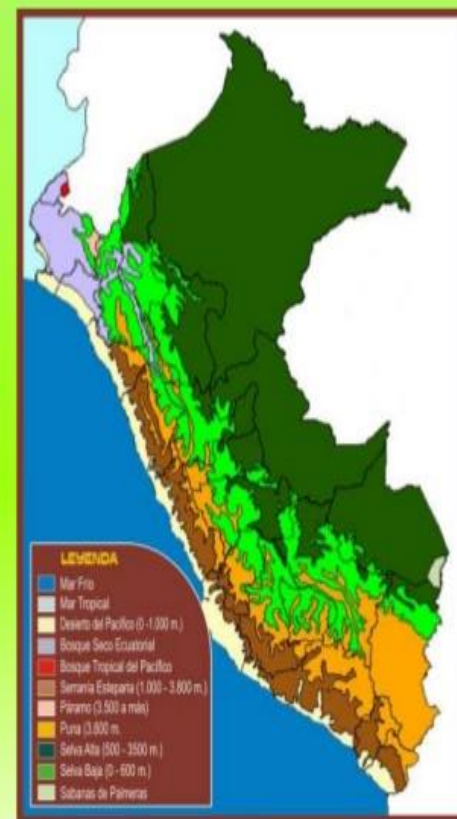 LEYENDA
Mar Frío
Mar Tropical
Desierto del Pacífico (0 -1,000 m.)
Bosque Seco Ecuatorial
Bosque Tropical del Pacífico
Serranía Esteparia (1,000 - 3,800 m.)
Páramo (3,500 a más)
Puna (3,800 m.
Selva Alta (500 - 3500 m.)
Selva Baja (0 - 600 m.)
Sabanas de Palmeras